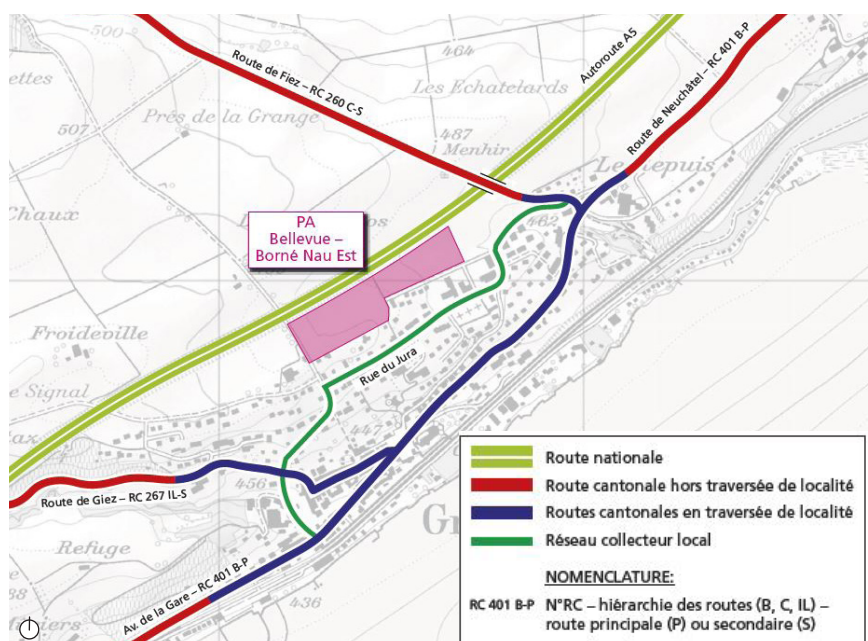 500
464
Route de Fiez – RC 260 C-S
Autoroute A5
Route de Neuchâtel – RC 401 B-P
ettes
Les Echatelards
Prés de la Grange
507
487
Menhir
Le Repuis
Chaux
PA
Bellevue –
Borné Nau Est
os
462
Froideville
Rue du Jura
e Signal
447
Route de Giez – RC 267 IL-S
456
Gr
Refuge
Av. de la Gare – RC 401 B-P
436
Route nationale
Route cantonale hors traversée de localité
Routes cantonales en traversée de localité
Réseau collecteur local
NOMENCLATURE:
RC 401 B-P N°RC – hiérarchie des routes (B, C, IL) –
route principale (P) ou secondaire (S)